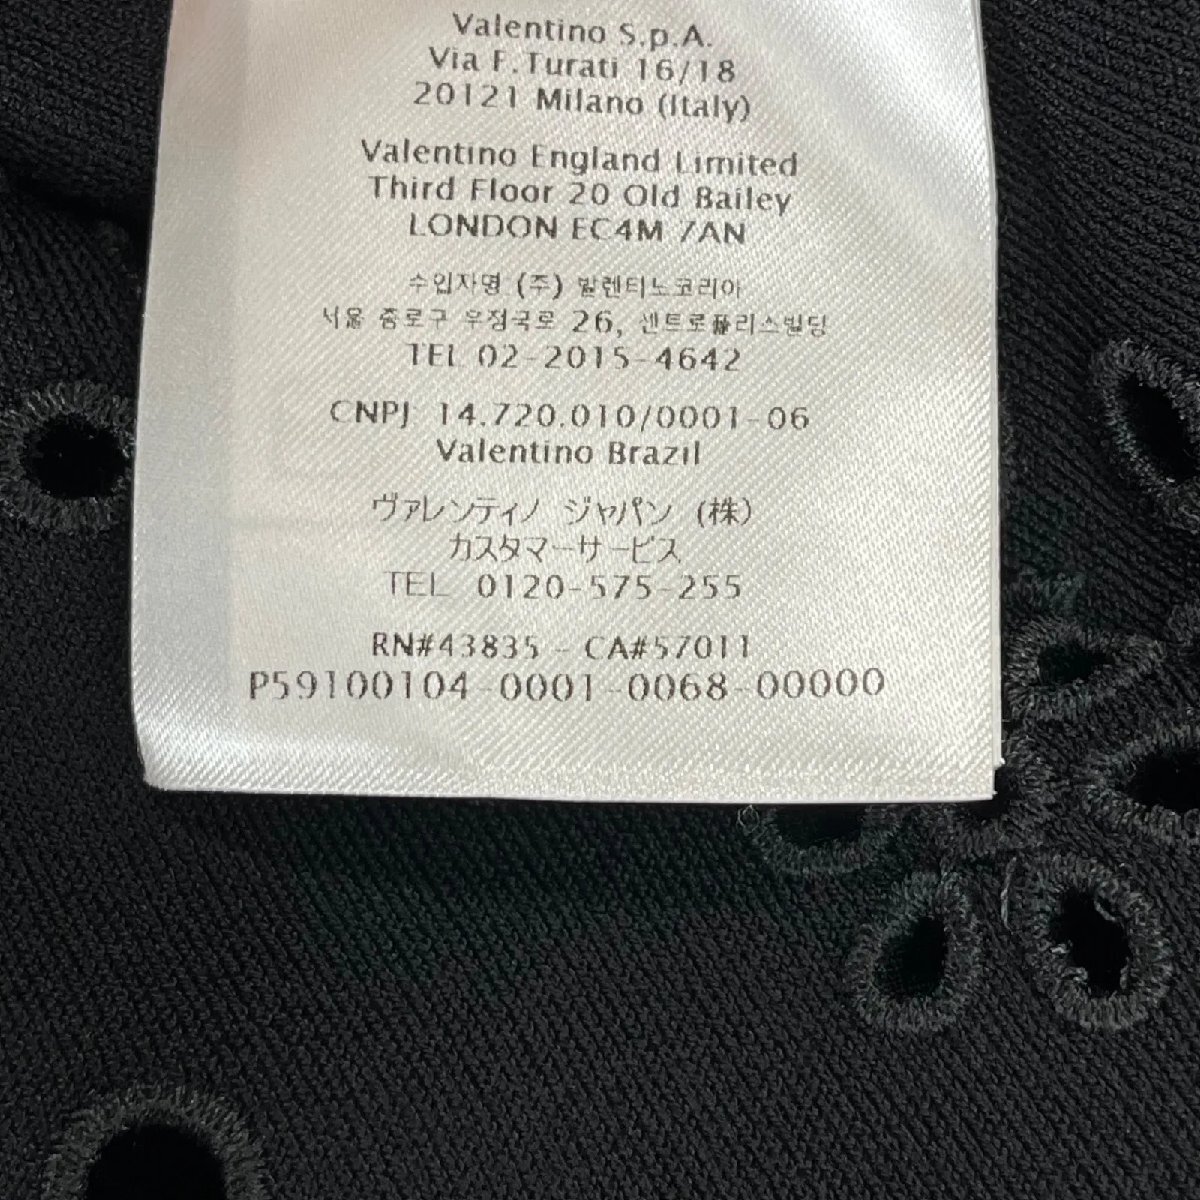 Valentino S.p.A.
Via F.Turati 16/18
20121 Milano (Italy)
Valentino England Limited
Third Floor 20 Old Bailey
LONDON EC4M 7AN
수입자명 (주) 발렌티노코리아
서울 종로구 우정국로 26, 센트로폴리스빌딩
TEL 02-2015-4642
CNPJ 14.720.010/0001-06
Valentino Brazil
ヴァレンティノ ジャパン (株)
カスタマーサービス
TEL 0120-575-255
RN#43835 - CA#57011
P59100104-0001-0068-00000